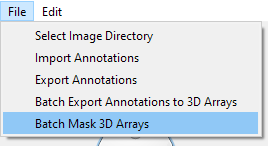 File Edit
Select Image Directory
Import Annotations
Export Annotations
Batch Export Annotations to 3D Arrays
Batch Mask 3D Arrays